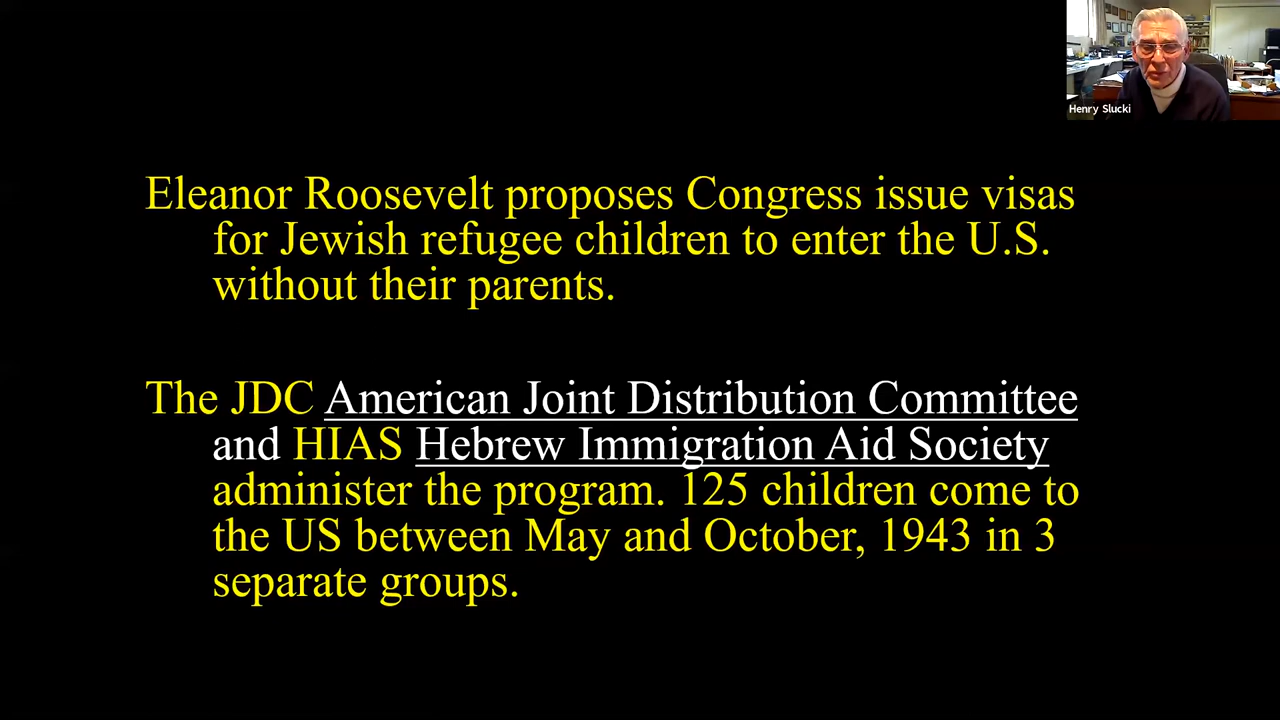 Henry Slucki
Eleanor Roosevelt proposes Congress issue visas
for Jewish refugee children to enter the U.S.
without their parents.
The JDC American Joint Distribution Committee
and HIAS Hebrew Immigration Aid Society
administer the program. 125 children come to
the US between May and October, 1943 in 3
separate groups.